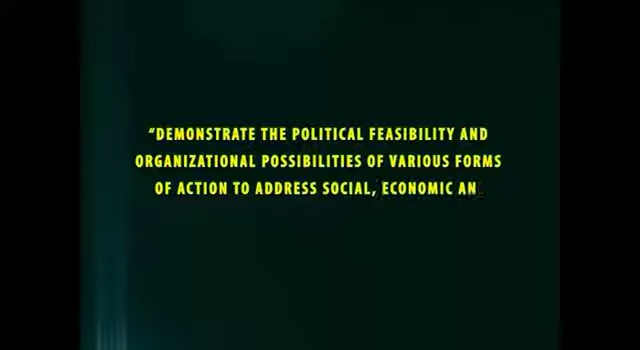 “DEMONSTRATE THE POLITICAL FEASIBILITY AND
ORGANIZATIONAL POSSIBILITIES OF VARIOUS FORMS
OF ACTION TO ADDRESS SOCIAL, ECONOMIC AN